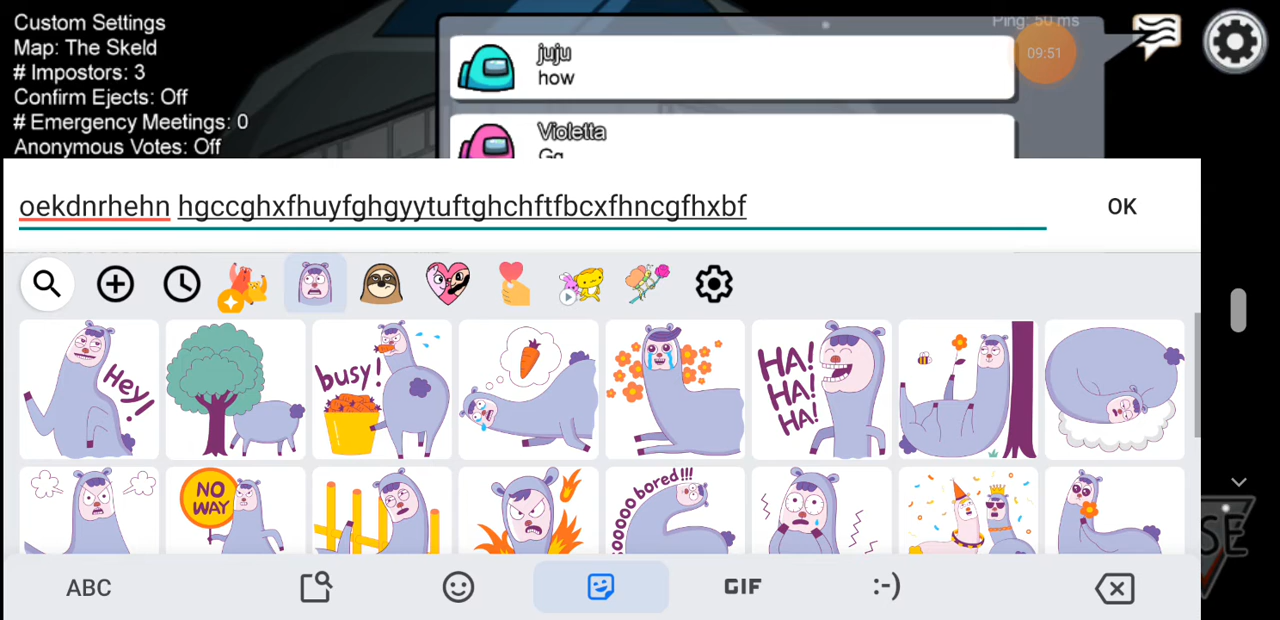 Custom Settings
Map: The Skeld
# Impostors: 3
Confirm Ejects: Off
# Emergency Meetings: 0
Anonymous Votes: Off
Ping: 50 ms
juju
how
09:51
Violetta
Gg
oekdnrhehn hgccghxfhuyfghgyytuftghchftfbcxfhncgfhxbf
OK
Hey!
busy!
HA!
HA!
HA!
NO
WAY
ooooo bored!!!
SE
ABC
GIF
:-)